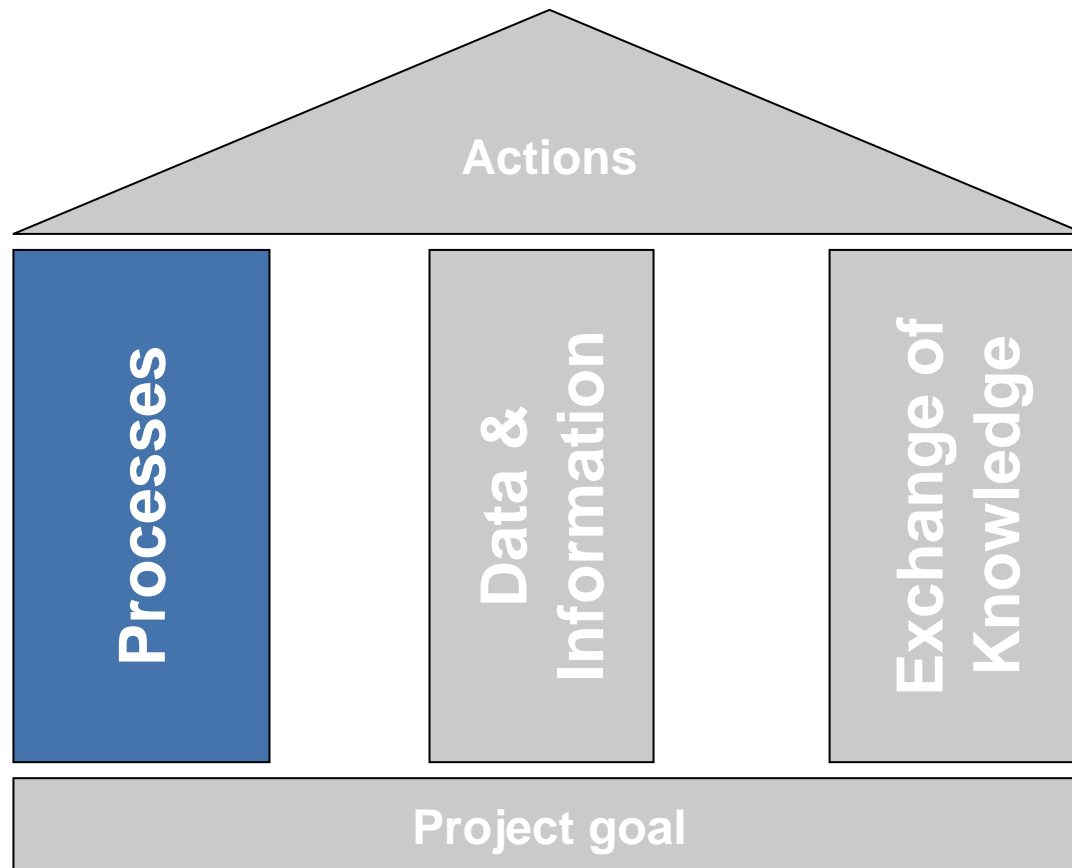 Actions
Processes
Data &
Information
Exchange of
Knowledge
Project goal